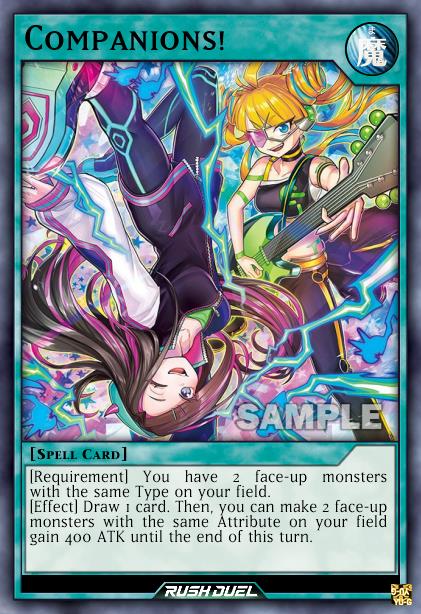 COMPANIONS!
ま
魔
SAMPLE
[SPELL CARD]
[Requirement] You have 2 face-up monsters
with the same Type on your field.
[Effect] Draw 1 card. Then, you can make 2 face-up
monsters with the same Attribute on your field
gain 400 ATK until the end of this turn.
RUSH DUEL